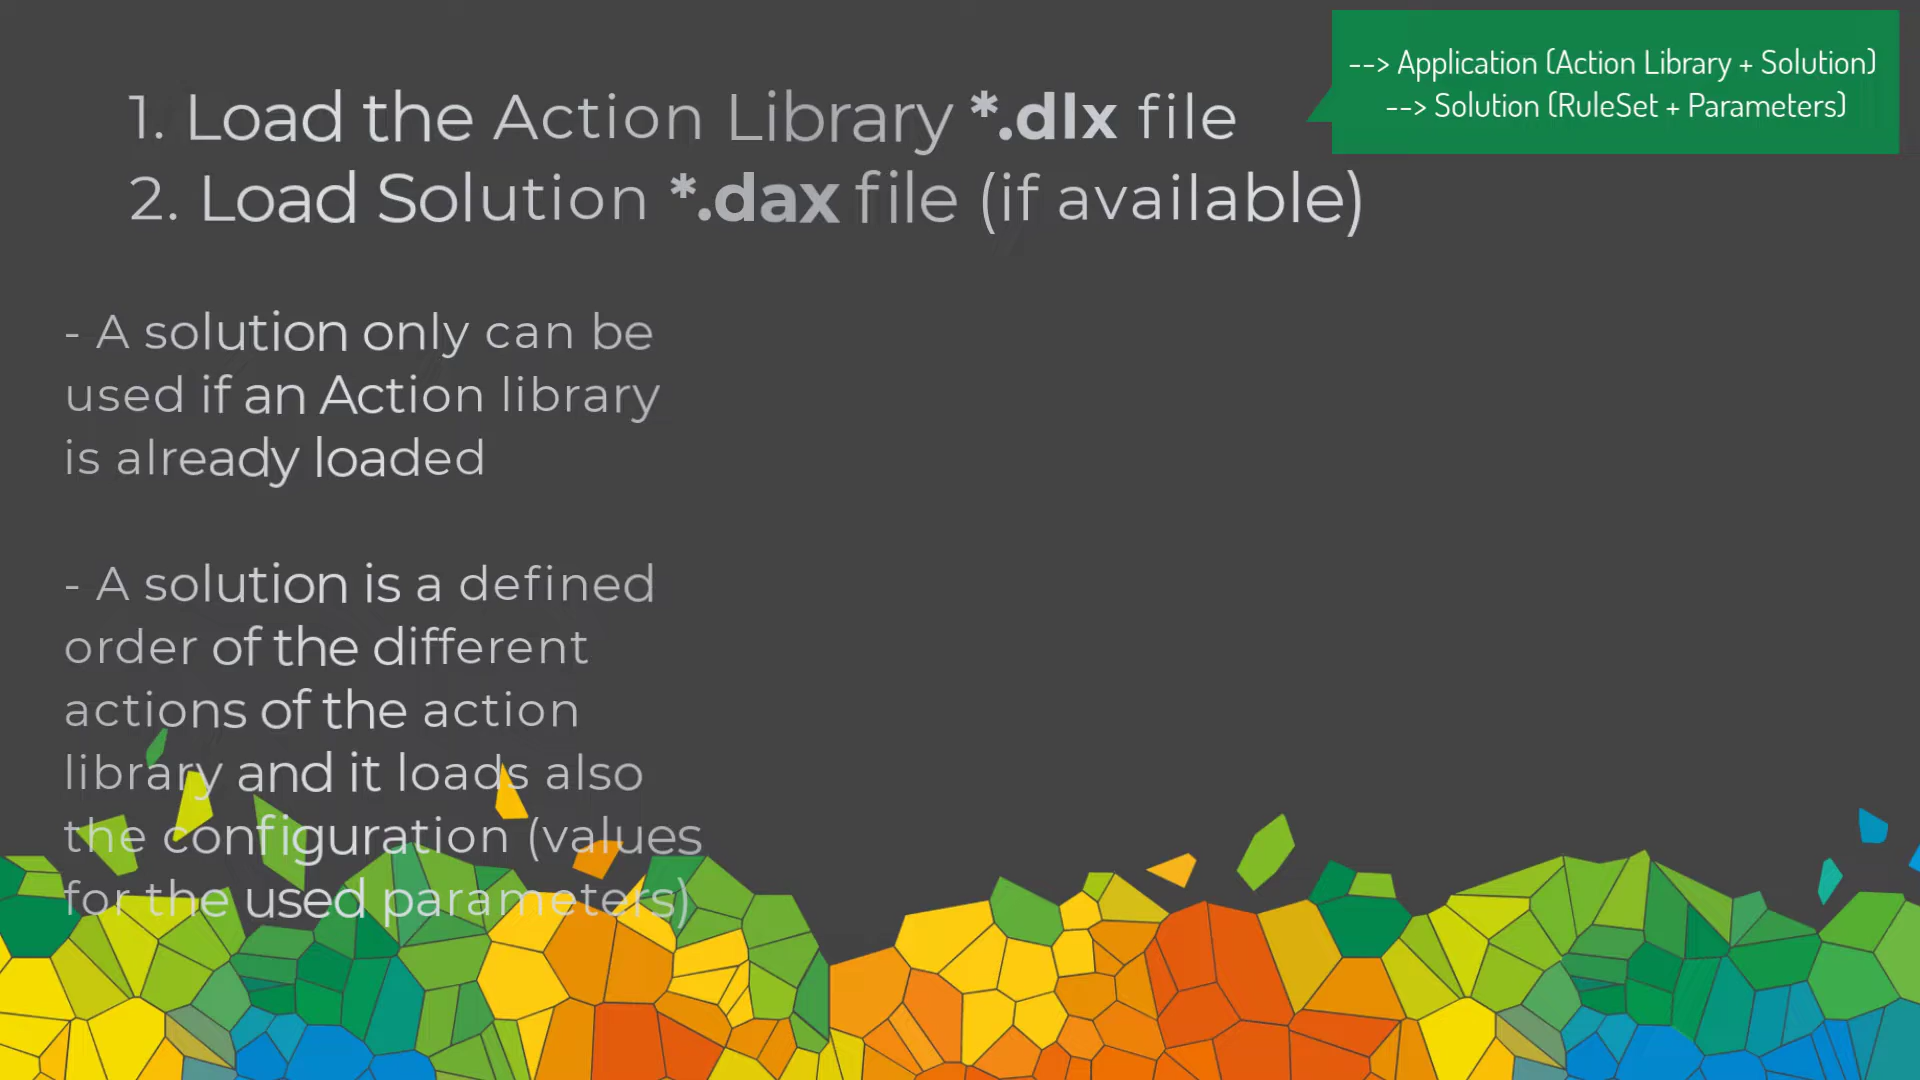 1. Load the Action Library *.dlx file
2. Load Solution *.dax file (if available)
--> Application (Action Library + Solution)
--> Solution (RuleSet + Parameters)
- A solution only can be
used if an Action library
is already loaded
- A solution is a defined
order of the different
actions of the action
library and it loads also
the configuration (values
for the used parameters)